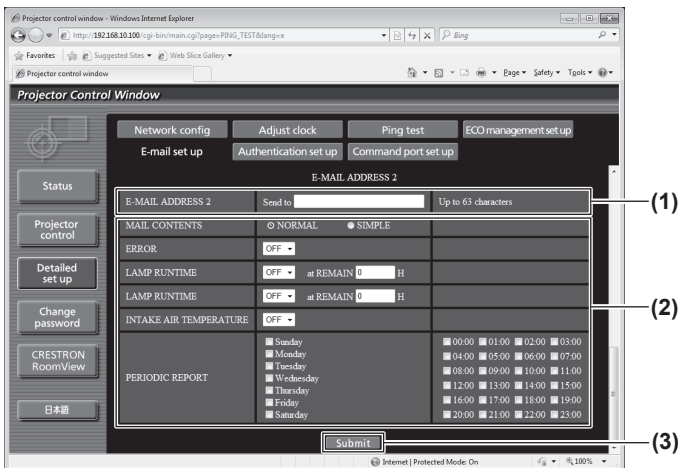 Projector control window - Windows Internet Explorer
http://192.168.10.100/cgi-bin/main.cgi?page=PING_TEST&lang=e
Bing
Favorites Suggested Sites Web Slice Gallery
Projector control window
Page Safety Tools
Projector Control Window
Network config Adjust clock Ping test ECO management set up
E-mail set up Authentication set up Command port set up
Status
Projector control
Detailed set up
Change password
CRESTRON RoomView
日本語
E-MAIL ADDRESS 2
E-MAIL ADDRESS 2 Send to Up to 63 characters
(1)
MAIL CONTENTS NORMAL SIMPLE
ERROR OFF
LAMP RUNTIME OFF at REMAIN 0 H
LAMP RUNTIME OFF at REMAIN 0 H
(2)
INTAKE AIR TEMPERATURE OFF
PERIODIC REPORT
Sunday
Monday
Tuesday
Wednesday
Thursday
Friday
Saturday
00:00 01:00 02:00 03:00
04:00 05:00 06:00 07:00
08:00 09:00 10:00 11:00
12:00 13:00 14:00 15:00
16:00 17:00 18:00 19:00
20:00 21:00 22:00 23:00
Submit
(3)
Internet | Protected Mode: On 100%